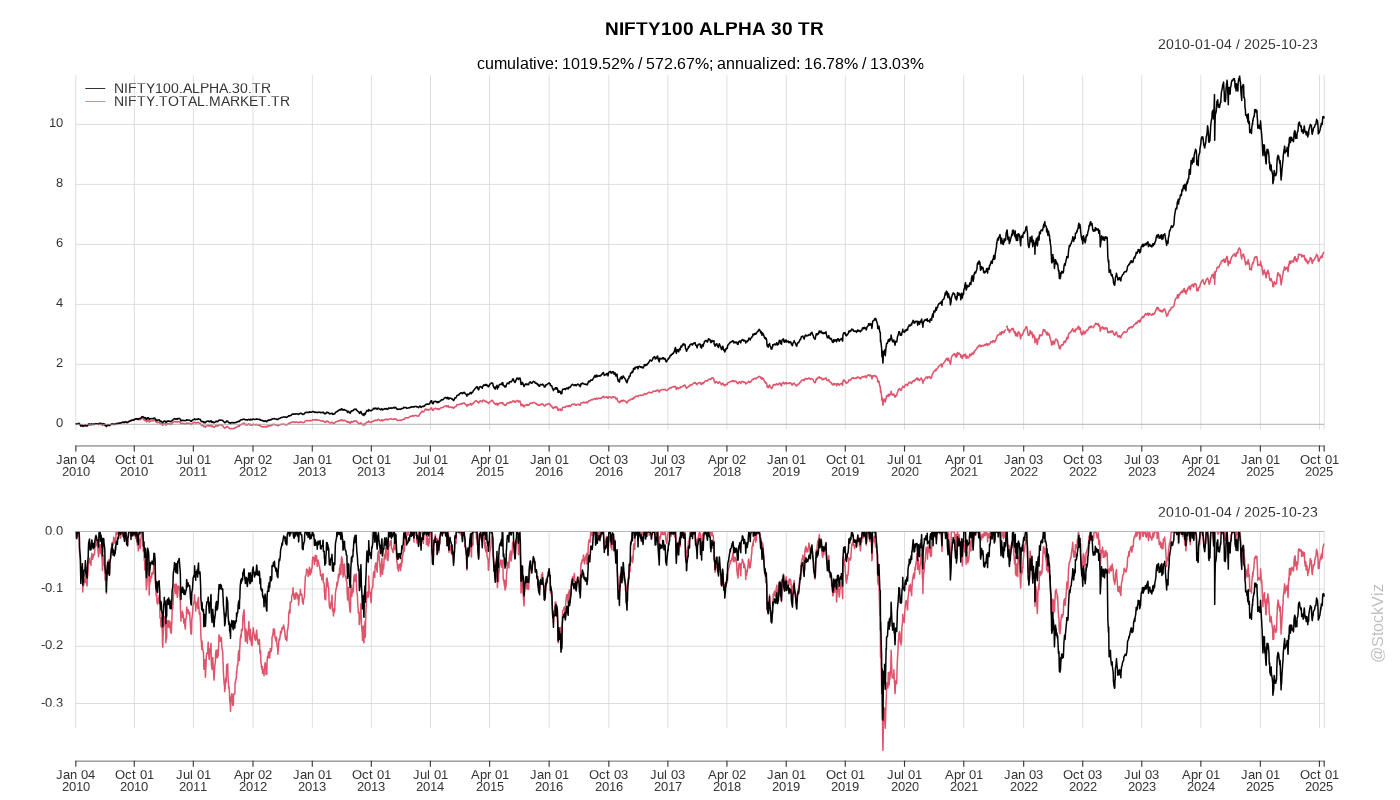 NIFTY100 ALPHA 30 TR
2010-01-04 / 2025-10-23
cumulative: 1019.52% / 572.67%; annualized: 16.78% / 13.03%
NIFTY100.ALPHA.30.TR
NIFTY.TOTAL.MARKET.TR
10
8
6
4
2
0
Jan 04 Oct 01 Jul 01 Apr 02 Jan 01 Oct 01 Jul 01 Apr 01 Jan 01 Oct 03 Jul 03 Apr 02 Jan 01 Oct 01 Jul 01 Apr 01 Jan 03 Oct 03 Jul 03 Apr 01 Jan 01 Oct 01
2010 2010 2011 2012 2013 2013 2014 2015 2016 2016 2017 2018 2019 2019 2020 2021 2022 2022 2023 2024 2025 2025
2010-01-04 / 2025-10-23
0.0
-0.1
-0.2
-0.3
Jan 04 Oct 01 Jul 01 Apr 02 Jan 01 Oct 01 Jul 01 Apr 01 Jan 01 Oct 03 Jul 03 Apr 02 Jan 01 Oct 01 Jul 01 Apr 01 Jan 03 Oct 03 Jul 03 Apr 01 Jan 01 Oct 01
2010 2010 2011 2012 2013 2013 2014 2015 2016 2016 2017 2018 2019 2019 2020 2021 2022 2022 2023 2024 2025 2025
@StockViz